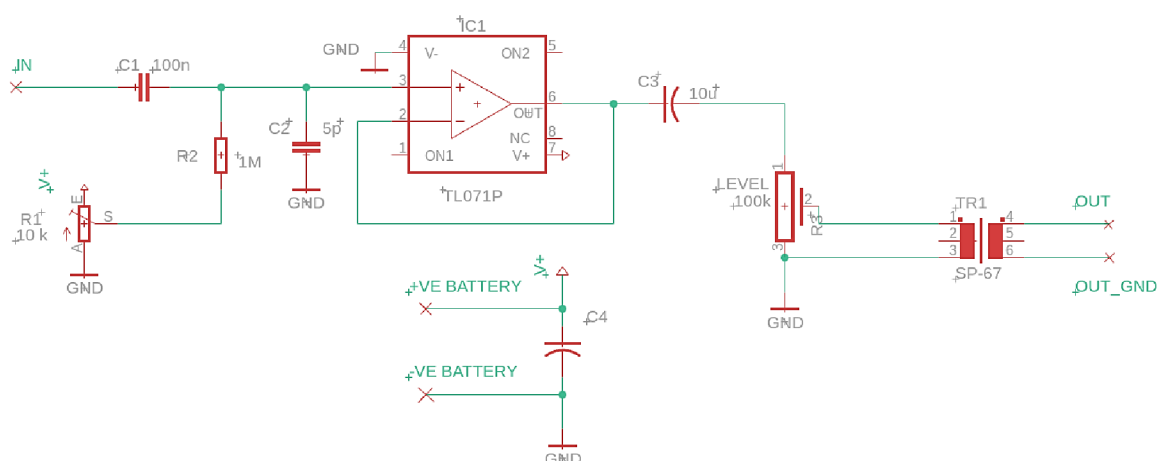 IN
C1 100n
R2 1M
C2 5p
GND
V+
R1
10 k
E
S
A
GND
IC1
GND
4 V- ON2 5
3 +
2 - OUT 6
NC 8
1 ON1 V+ 7
TL071P
C3 10u
LEVEL
100k
1
2
3
R3
GND
TR1
1 4
2 5
3 6
SP-67
OUT
OUT_GND
V+
+VE BATTERY
C4
-VE BATTERY
GND